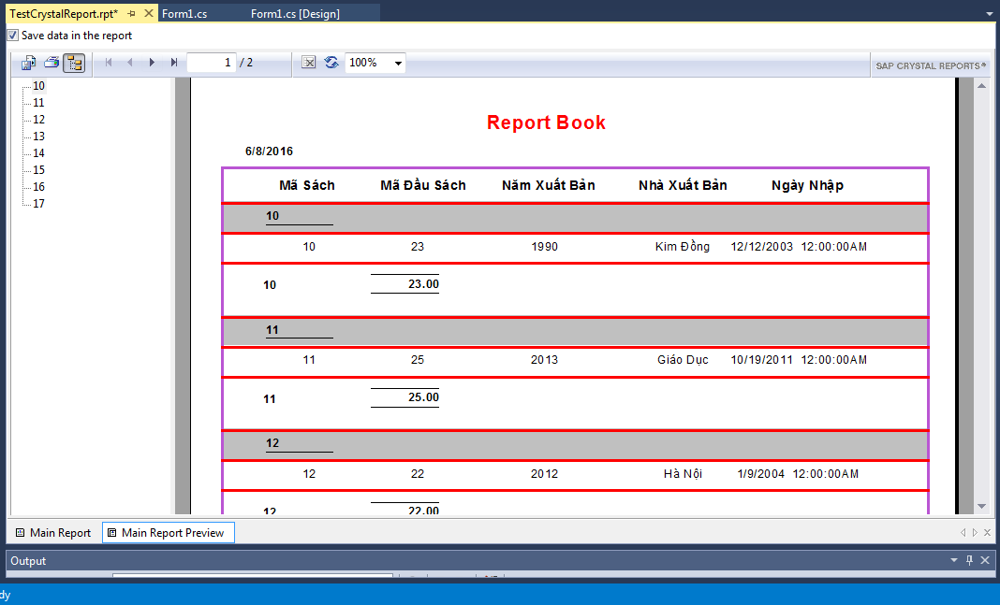 TestCrystalReport.rpt* Form1.cs Form1.cs [Design]
Save data in the report
1 / 2 100% SAP CRYSTAL REPORTS®
10
11
12
13
14
15
16
17
Report Book
6/8/2016
Mã Sách Mã Đầu Sách Năm Xuất Bản Nhà Xuất Bản Ngày Nhập
10
10 23 1990 Kim Đồng 12/12/2003 12:00:00AM
10 23.00
11
11 25 2013 Giáo Dục 10/19/2011 12:00:00AM
11 25.00
12
12 22 2012 Hà Nội 1/9/2004 12:00:00AM
12 22.00
Main Report Main Report Preview
Output
dy